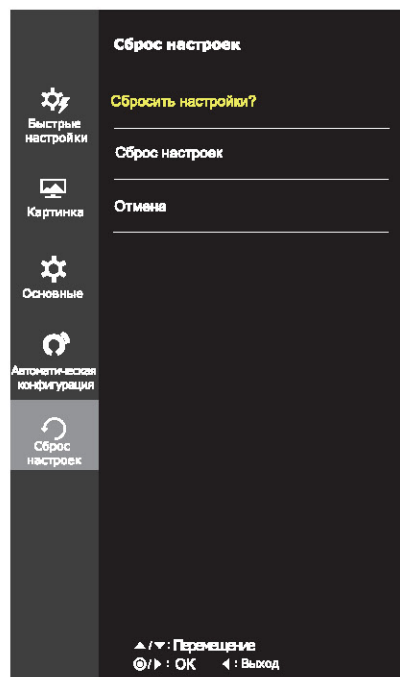 Сброс настроек
Сбросить настройки?
Сброс настроек
Отмена
Быстрые
настройки
Картинка
Основные
Автоматическая
конфигурация
Сброс
настроек
▲/▼: Перемещение
◎/▶: OK ◀: Выход